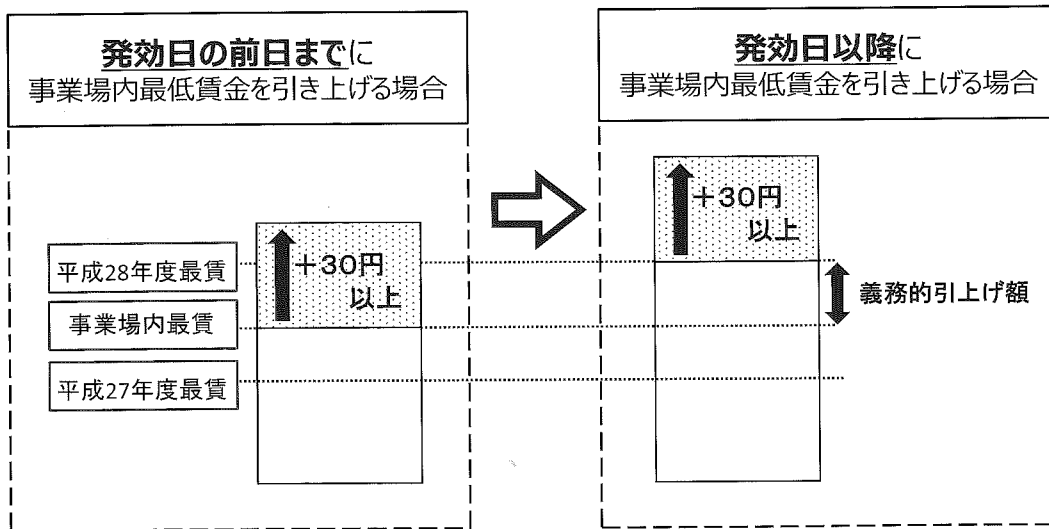 発効日の前日までに
事業場内最低賃金を引き上げる場合
＋30円
以上
平成28年度最賃
事業場内最賃
平成27年度最賃
発効日以降に
事業場内最低賃金を引き上げる場合
＋30円
以上
義務的引上げ額